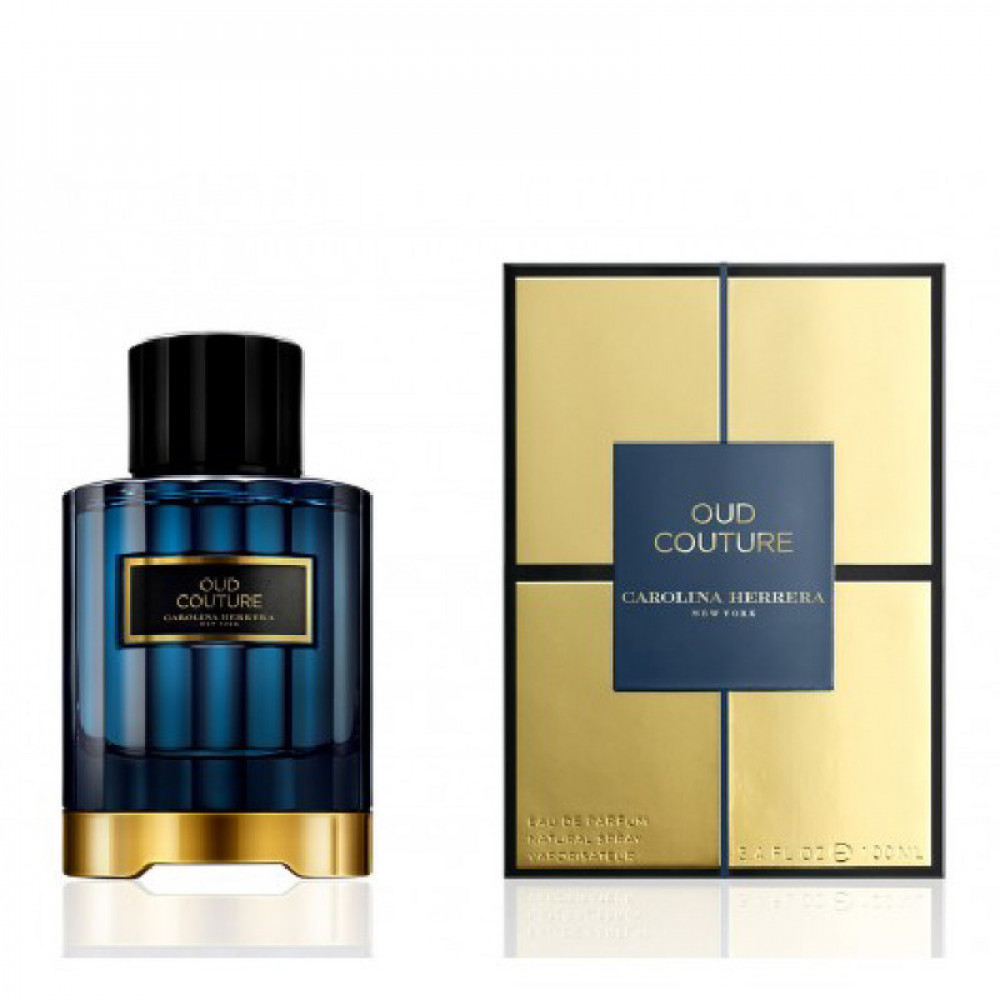 OUD
COUTURE
CAROLINA HERRERA
NEW YORK
OUD
COUTURE
CAROLINA HERRERA
NEW YORK
EAU DE PARFUM
NATURAL SPRAY
VAPORISATEUR
3.4 FL OZ e 100 ML